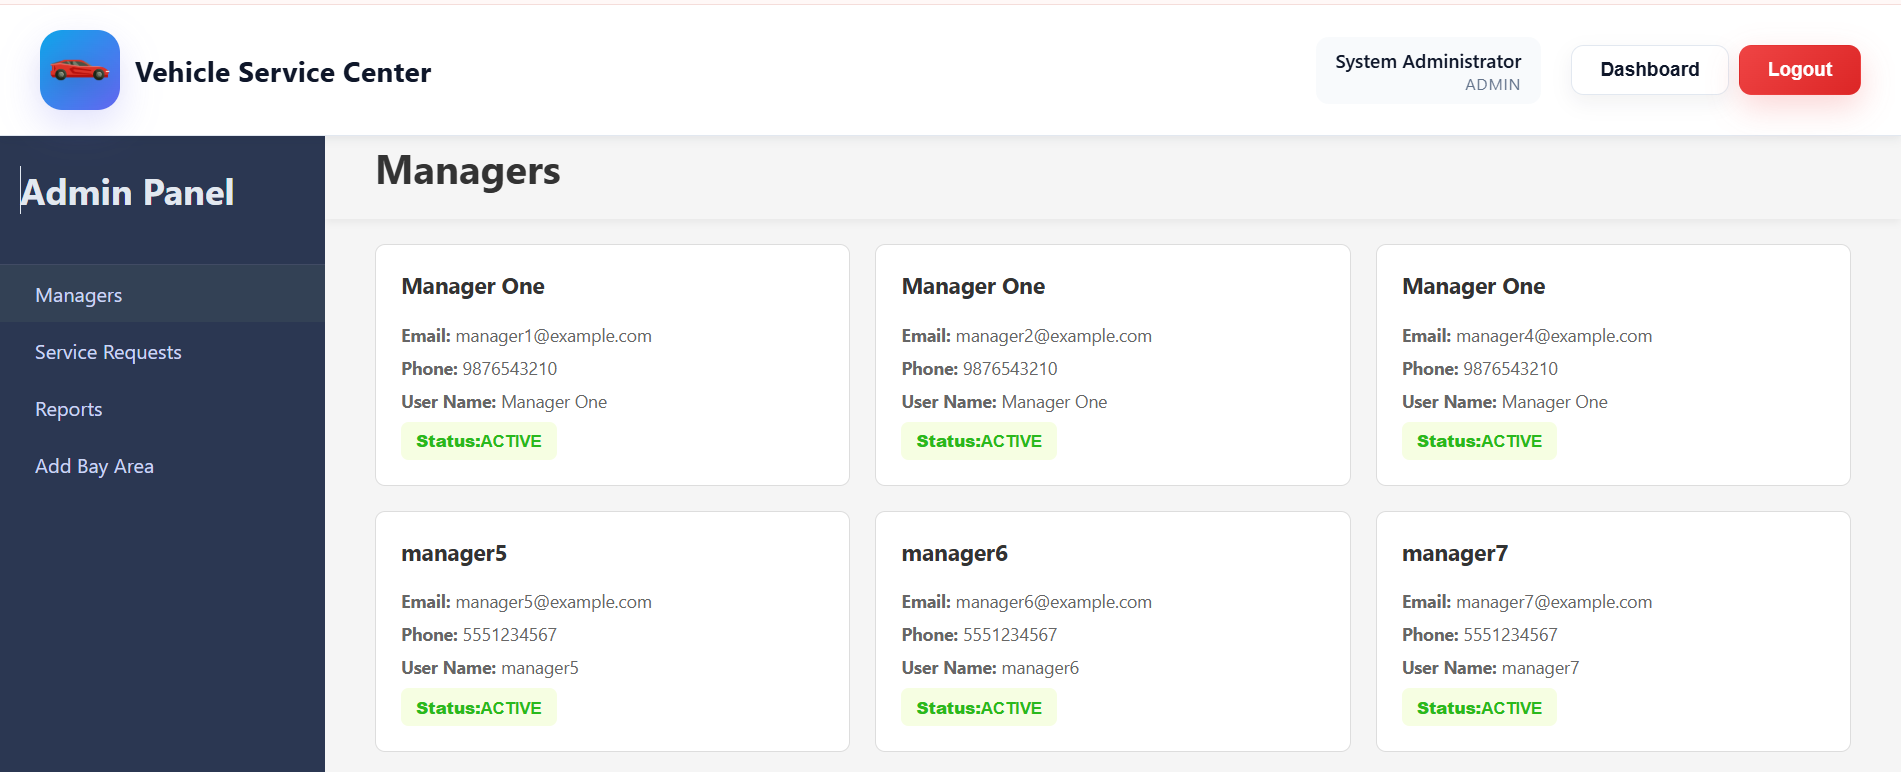 Vehicle Service Center
System Administrator
ADMIN
Dashboard
Logout
Admin Panel
Managers
Service Requests
Reports
Add Bay Area
Managers
Manager One
Email: manager1@example.com
Phone: 9876543210
User Name: Manager One
Status:ACTIVE
Manager One
Email: manager2@example.com
Phone: 9876543210
User Name: Manager One
Status:ACTIVE
Manager One
Email: manager4@example.com
Phone: 9876543210
User Name: Manager One
Status:ACTIVE
manager5
Email: manager5@example.com
Phone: 5551234567
User Name: manager5
Status:ACTIVE
manager6
Email: manager6@example.com
Phone: 5551234567
User Name: manager6
Status:ACTIVE
manager7
Email: manager7@example.com
Phone: 5551234567
User Name: manager7
Status:ACTIVE